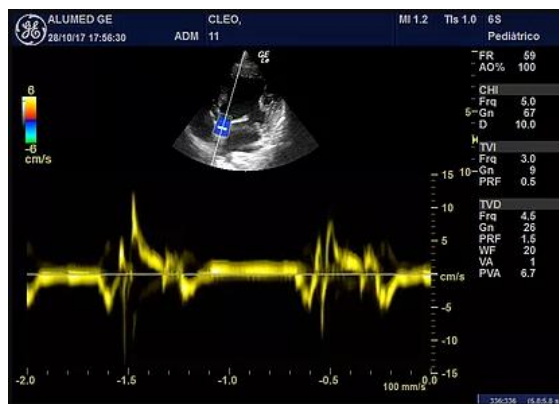 ALUMED GE CLEO, MI 1.2 TIs 1.0 6S
28/10/17 17:56:30 ADM 11 Pediátrico
GE
FR 59
AO% 100
CHI
Frq 5.0
Gn 67
D 10.0
TVI
Frq 3.0
Gn 9
PRF 0.5
TVD
Frq 4.5
Gn 26
PRF 1.5
WF 20
VA 1
PVA 6.7
6
-6
cm/s
5
10
15
10
5
cm/s
-5
-10
-15
-2.0 -1.5 -1.0 -0.5 0.0
100 mm/s